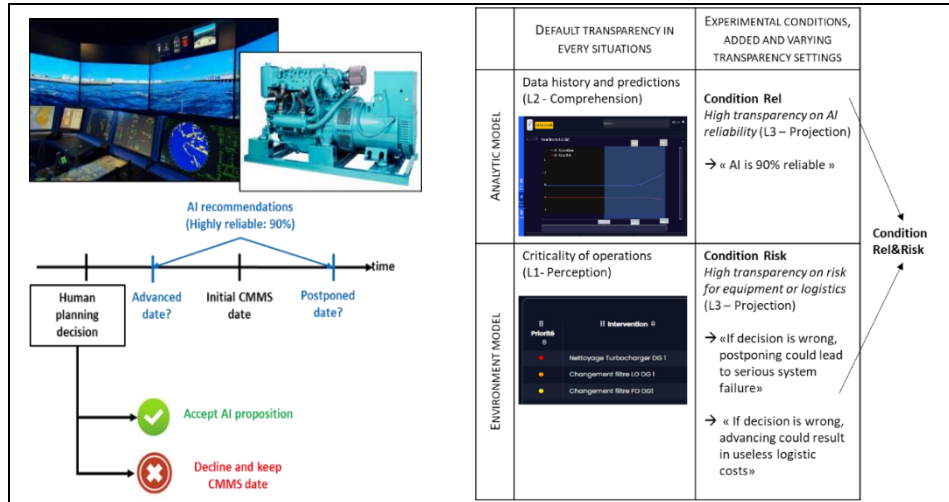 AI recommendations
(Highly reliable: 90%)
time
Human
planning
decision
Advanced
date?
Initial CMMS
date
Postponed
date?
Accept AI proposition
Decline and keep
CMMS date
DEFAULT TRANSPARENCY IN
EVERY SITUATIONS
EXPERIMENTAL CONDITIONS,
ADDED AND VARYING
TRANSPARENCY SETTINGS
ANALYTIC MODEL
Data history and predictions
(L2 - Comprehension)
Condition Rel
High transparency on AI
reliability (L3 – Projection)
→ « AI is 90% reliable »
ENVIRONMENT MODEL
Criticality of operations
(L1- Perception)
Priorité
Intervention
Nettoyage Turbocharger DG 1
Changement filtre LO DG 1
Changement filtre FO DG1
Condition Risk
High transparency on risk
for equipment or logistics
(L3 – Projection)
→ «If decision is wrong,
postponing could lead
to serious system
failure»
→ « If decision is wrong,
advancing could result
in useless logistic
costs»
Condition
Rel&Risk